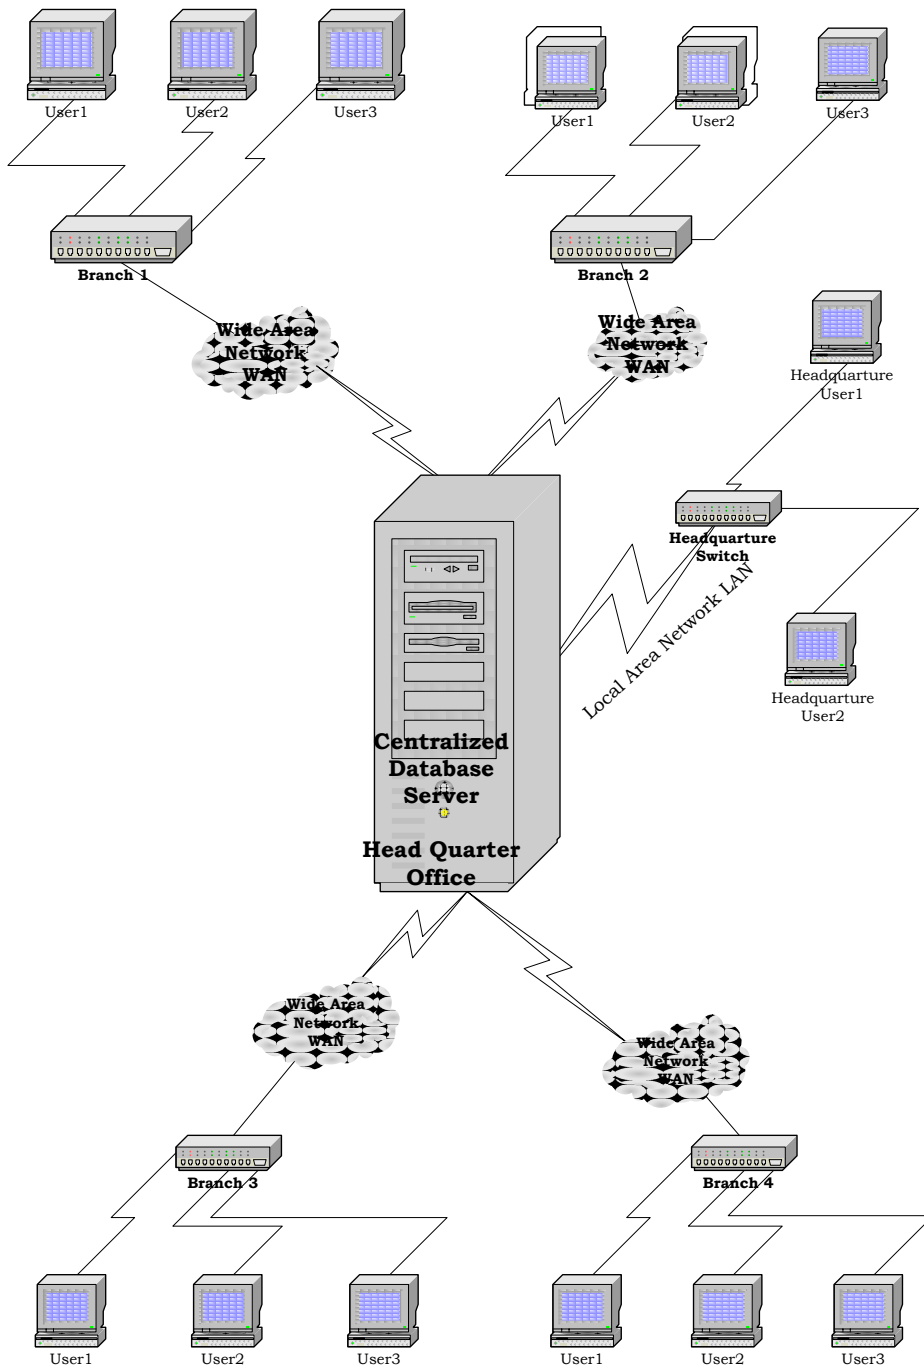 User1
User2
User3
User1
User2
User3
Branch 1
Branch 2
Wide Area
Network
WAN
Wide Area
Network
WAN
Headquarture
User1
Headquarture
Switch
Local Area Network LAN
Headquarture
User2
Centralized
Database
Server
Head Quarter
Office
Wide Area
Network
WAN
Wide Area
Network
WAN
Branch 3
Branch 4
User1
User2
User3
User1
User2
User3